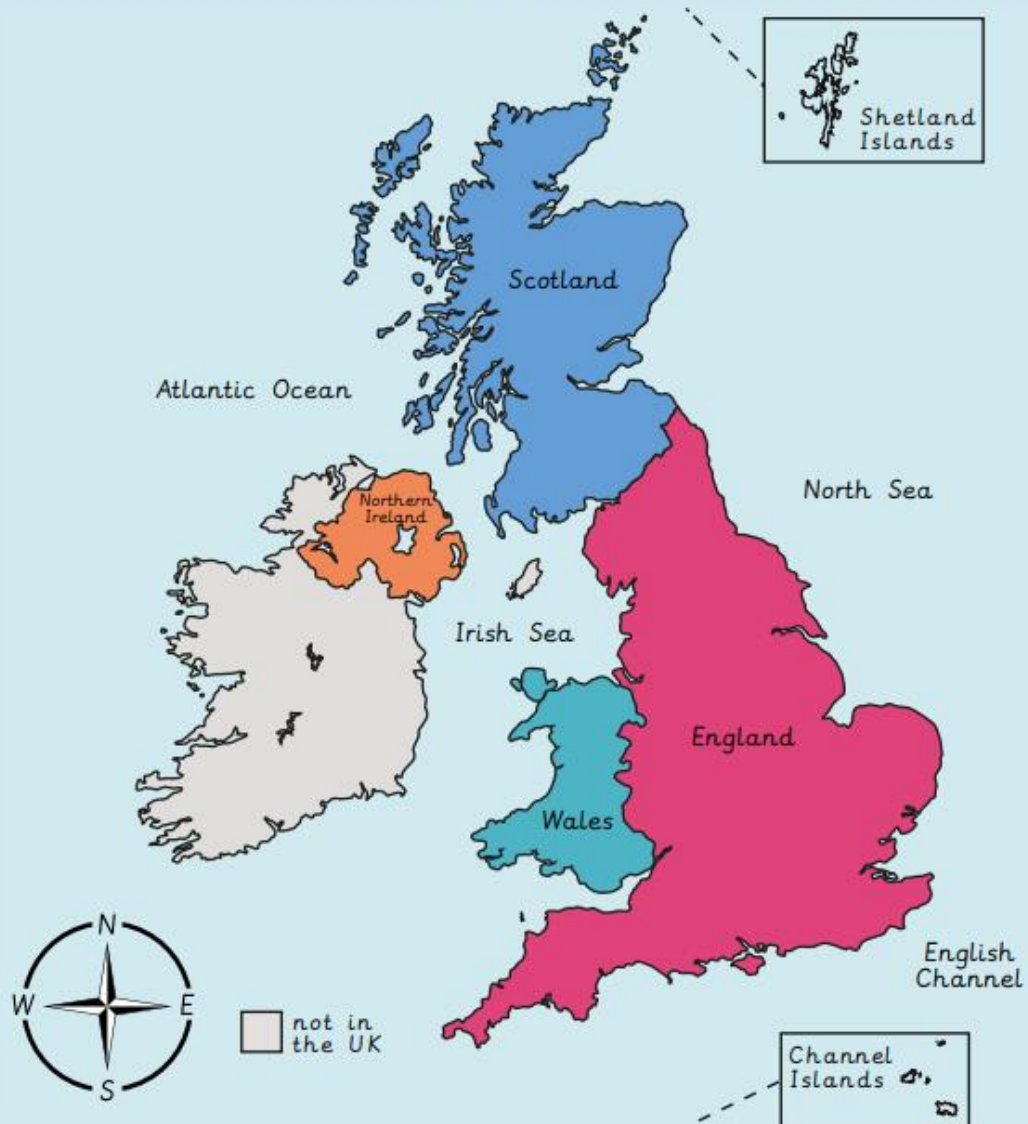 Shetland
Islands
Scotland
Atlantic Ocean
North Sea
Northern
Ireland
Irish Sea
England
Wales
N
W
E
S
not in
the UK
English
Channel
Channel
Islands